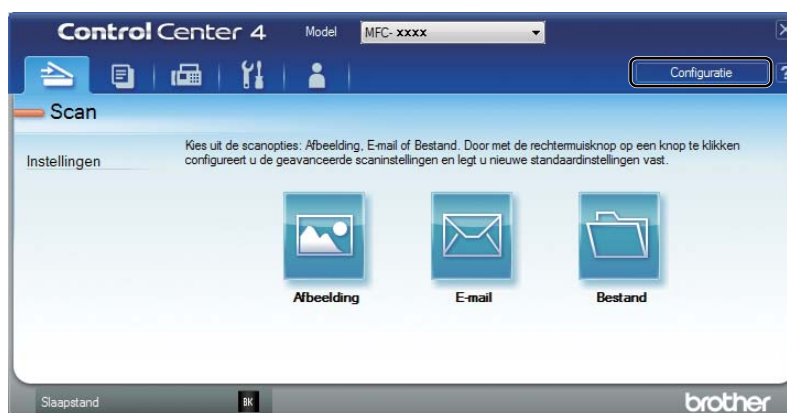 Control Center 4 Model MFC- xxxx
Configuratie ?
Scan
Instellingen
Kies uit de scanopties: Afbeelding, E-mail of Bestand. Door met de rechtermuisknop op een knop te klikken
configureert u de geavanceerde scaninstellingen en legt u nieuwe standaardinstellingen vast.
Afbeelding E-mail Bestand
Slaapstand BK brother